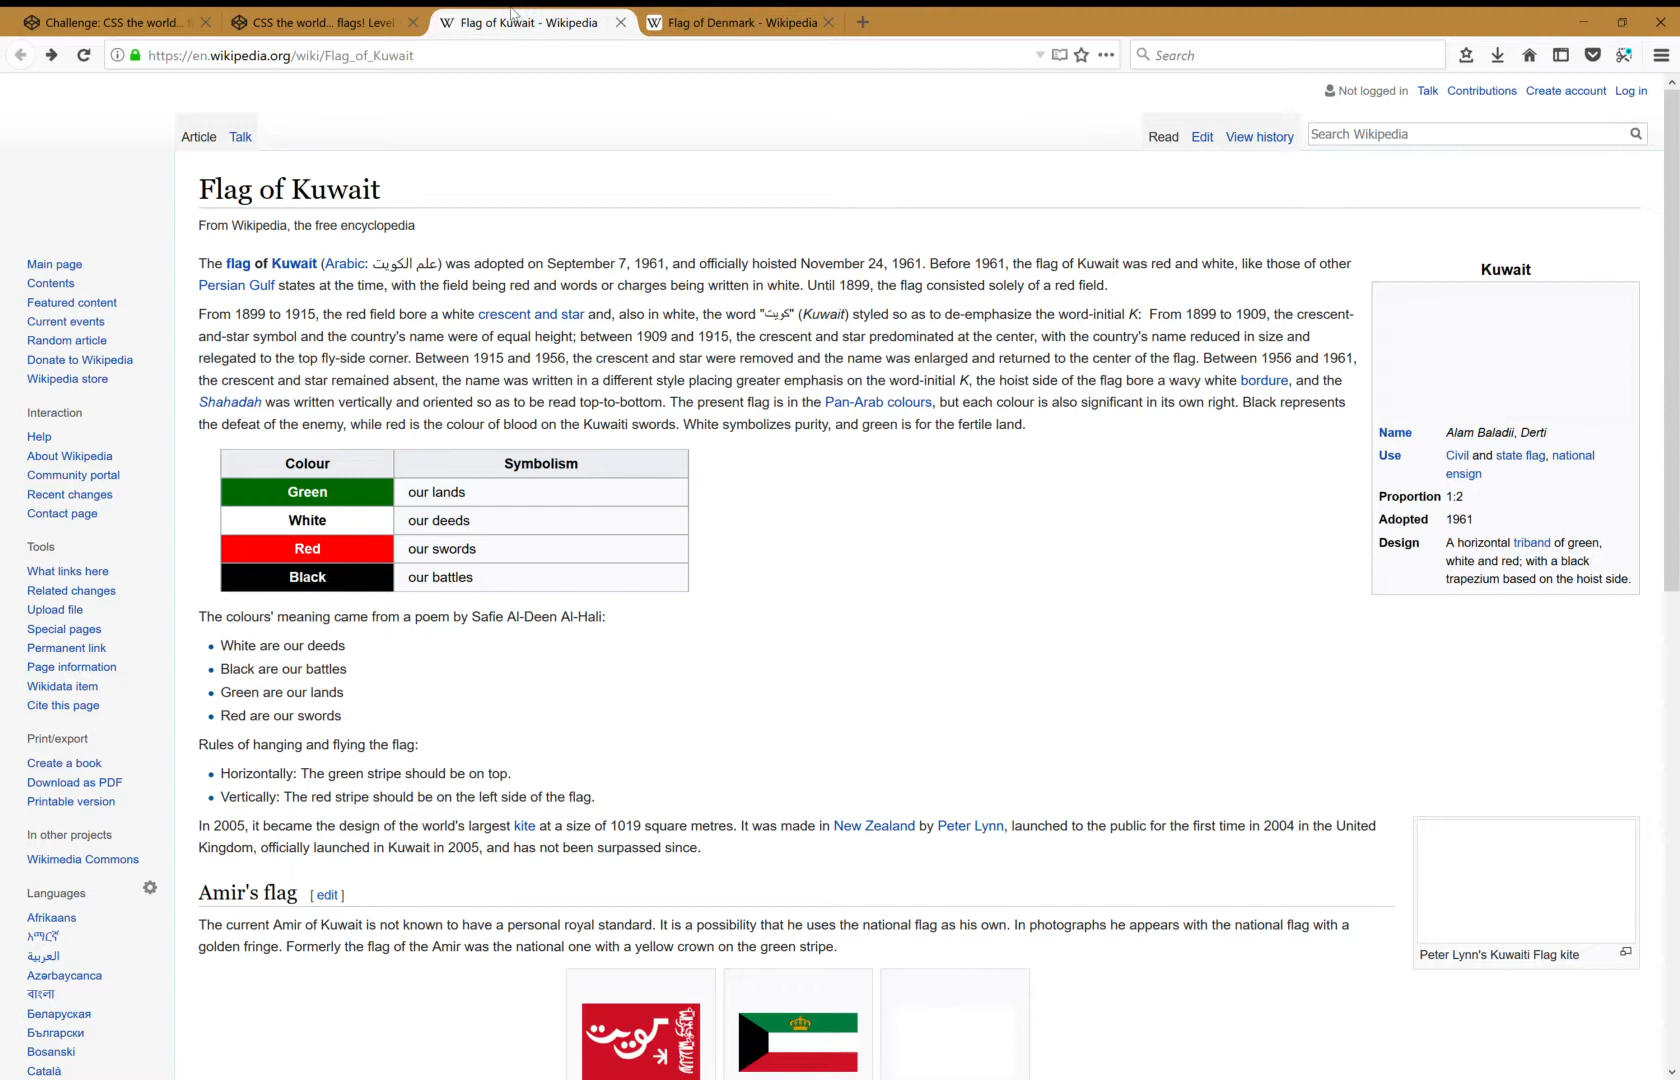 Challenge: CSS the world...
CSS the world... flags! Level
Flag of Kuwait - Wikipedia
Flag of Denmark - Wikipedia
https://en.wikipedia.org/wiki/Flag_of_Kuwait
Search
Not logged in Talk Contributions Create account Log in
Article Talk
Read Edit View history
Search Wikipedia
Flag of Kuwait
From Wikipedia, the free encyclopedia
The flag of Kuwait (Arabic: علم الكويت) was adopted on September 7, 1961, and officially hoisted November 24, 1961. Before 1961, the flag of Kuwait was red and white, like those of other
Persian Gulf states at the time, with the field being red and words or charges being written in white. Until 1899, the flag consisted solely of a red field.
From 1899 to 1915, the red field bore a white crescent and star and, also in white, the word "كويت" (Kuwait) styled so as to de-emphasize the word-initial K: From 1899 to 1909, the crescent-
and-star symbol and the country's name were of equal height; between 1909 and 1915, the crescent and star predominated at the center, with the country's name reduced in size and
relegated to the top fly-side corner. Between 1915 and 1956, the crescent and star were removed and the name was enlarged and returned to the center of the flag. Between 1956 and 1961,
the crescent and star remained absent, the name was written in a different style placing greater emphasis on the word-initial K, the hoist side of the flag bore a wavy white bordure, and the
Shahadah was written vertically and oriented so as to be read top-to-bottom. The present flag is in the Pan-Arab colours, but each colour is also significant in its own right. Black represents
the defeat of the enemy, while red is the colour of blood on the Kuwaiti swords. White symbolizes purity, and green is for the fertile land.
Colour Symbolism
Green our lands
White our deeds
Red our swords
Black our battles
The colours' meaning came from a poem by Safie Al-Deen Al-Hali:
White are our deeds
Black are our battles
Green are our lands
Red are our swords
Rules of hanging and flying the flag:
Horizontally: The green stripe should be on top.
Vertically: The red stripe should be on the left side of the flag.
In 2005, it became the design of the world's largest kite at a size of 1019 square metres. It was made in New Zealand by Peter Lynn, launched to the public for the first time in 2004 in the United
Kingdom, officially launched in Kuwait in 2005, and has not been surpassed since.
Amir's flag [ edit ]
The current Amir of Kuwait is not known to have a personal royal standard. It is a possibility that he uses the national flag as his own. In photographs he appears with the national flag with a
golden fringe. Formerly the flag of the Amir was the national one with a yellow crown on the green stripe.
كويت
Kuwait
Name Alam Baladii, Derti
Use Civil and state flag, national
ensign
Proportion 1:2
Adopted 1961
Design A horizontal triband of green,
white and red; with a black
trapezium based on the hoist side.
Peter Lynn's Kuwaiti Flag kite
Main page
Contents
Featured content
Current events
Random article
Donate to Wikipedia
Wikipedia store
Interaction
Help
About Wikipedia
Community portal
Recent changes
Contact page
Tools
What links here
Related changes
Upload file
Special pages
Permanent link
Page information
Wikidata item
Cite this page
Print/export
Create a book
Download as PDF
Printable version
In other projects
Wikimedia Commons
Languages
Afrikaans
አማርኛ
العربية
Azərbaycanca
বাংলা
Беларуская
Български
Bosanski
Català